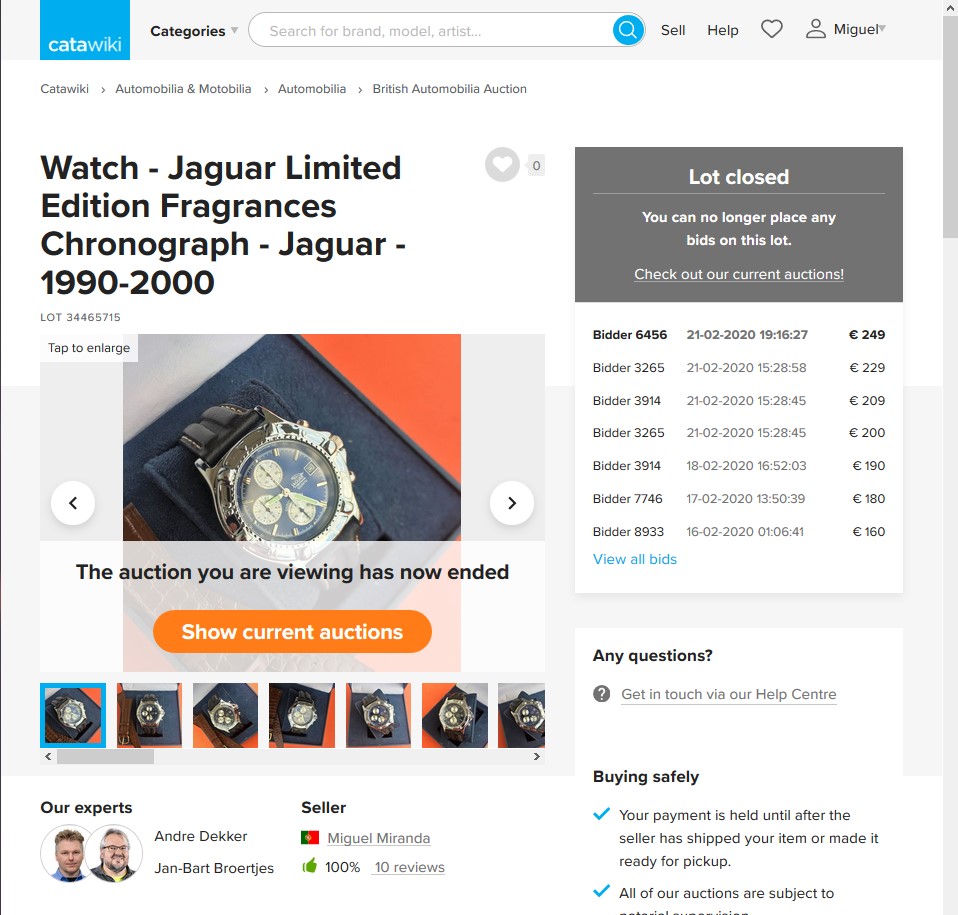 catawiki
Categories
Search for brand, model, artist...
Sell
Help
Miguel
Catawiki › Automobilia & Motobilia › Automobilia › British Automobilia Auction
Watch - Jaguar Limited
Edition Fragrances
Chronograph - Jaguar -
1990-2000
0
LOT 34465715
Tap to enlarge
The auction you are viewing has now ended
Show current auctions
Our experts
Andre Dekker
Jan-Bart Broertjes
Seller
Miguel Miranda
100% 10 reviews
Lot closed
You can no longer place any
bids on this lot.
Check out our current auctions!
Bidder 6456 21-02-2020 19:16:27 € 249
Bidder 3265 21-02-2020 15:28:58 € 229
Bidder 3914 21-02-2020 15:28:45 € 209
Bidder 3265 21-02-2020 15:28:45 € 200
Bidder 3914 18-02-2020 16:52:03 € 190
Bidder 7746 17-02-2020 13:50:39 € 180
Bidder 8933 16-02-2020 01:06:41 € 160
View all bids
Any questions?
Get in touch via our Help Centre
Buying safely
Your payment is held until after the
seller has shipped your item or made it
ready for pickup.
All of our auctions are subject to
notarial supervision.